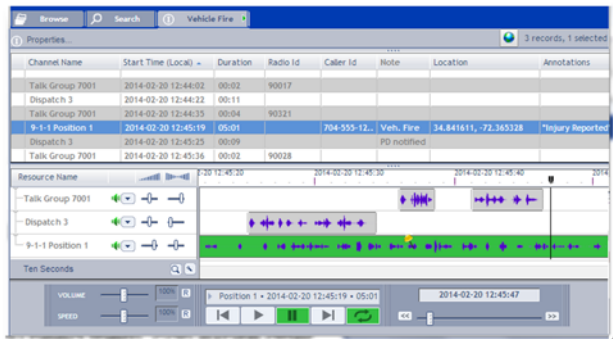 Browse Search Vehicle Fire
Properties... 3 records, 1 selected
Channel Name Start Time (Local) Duration Radio Id Caller Id Note Location Annotations
Talk Group 7001 2014-02-20 12:44:02 00:02 90017
Dispatch 3 2014-02-20 12:44:22 00:11
Talk Group 7001 2014-02-20 12:44:35 00:04 90321
9-1-1 Position 1 2014-02-20 12:45:19 05:01 704-555-12.. Veh. Fire 34.841611, -72.365328 "Injury Reported
Dispatch 3 2014-02-20 12:45:25 00:09 PD notified
Talk Group 7001 2014-02-20 12:45:36 00:02 90028
Resource Name -20 12:45:20 2014-02-20 12:45:30 2014-02-20 12:45:40 2014
Talk Group 7001
Dispatch 3
9-1-1 Position 1
Ten Seconds
VOLUME 100% R Position 1 • 2014-02-20 12:45:19 • 05:01 2014-02-20 12:45:47
SPEED 100% R